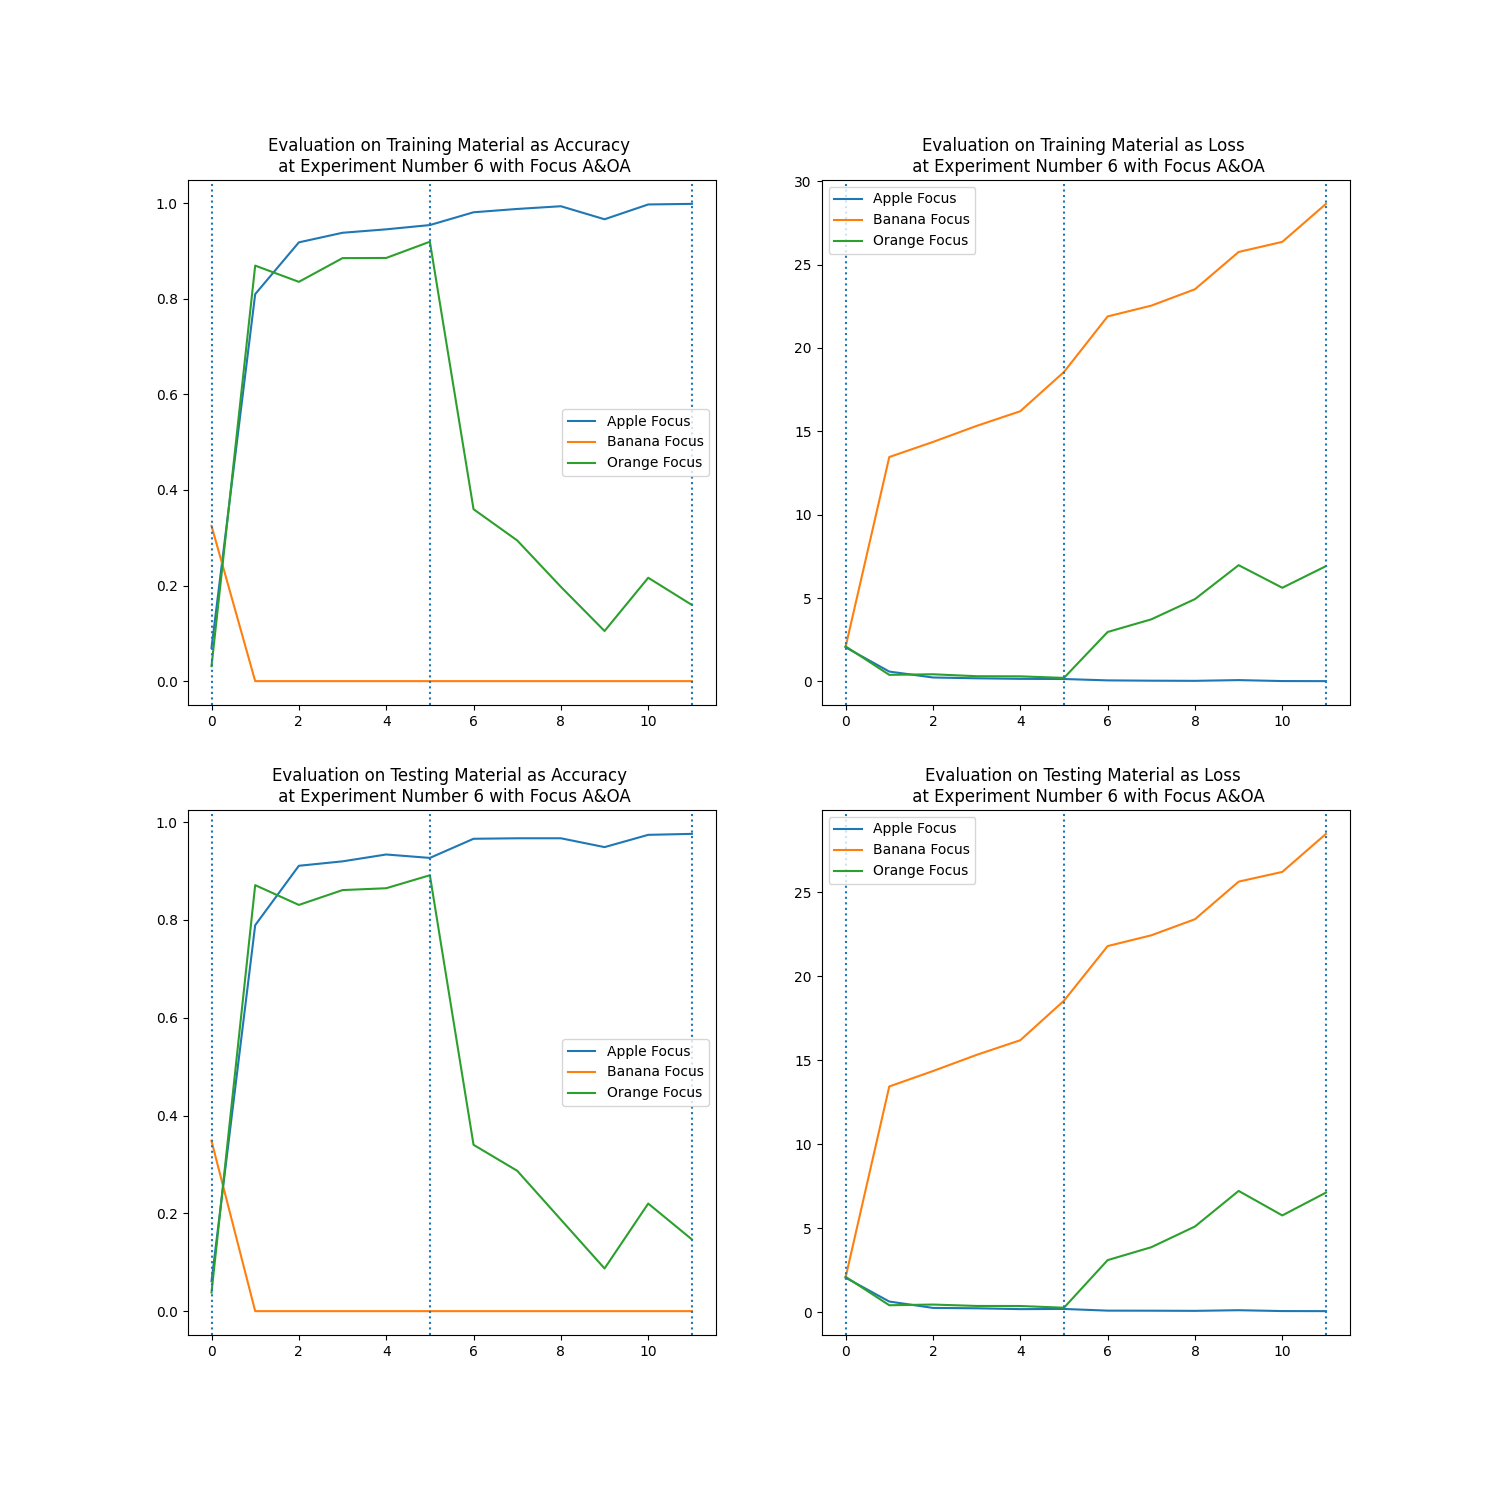 Evaluation on Training Material as Accuracy
at Experiment Number 6 with Focus A&OA
1.0
0.8
0.6
0.4
0.2
0.0
Apple Focus
Banana Focus
Orange Focus
0 2 4 6 8 10
Evaluation on Training Material as Loss
at Experiment Number 6 with Focus A&OA
30
25
20
15
10
5
0
Apple Focus
Banana Focus
Orange Focus
0 2 4 6 8 10
Evaluation on Testing Material as Accuracy
at Experiment Number 6 with Focus A&OA
1.0
0.8
0.6
0.4
0.2
0.0
Apple Focus
Banana Focus
Orange Focus
0 2 4 6 8 10
Evaluation on Testing Material as Loss
at Experiment Number 6 with Focus A&OA
25
20
15
10
5
0
Apple Focus
Banana Focus
Orange Focus
0 2 4 6 8 10